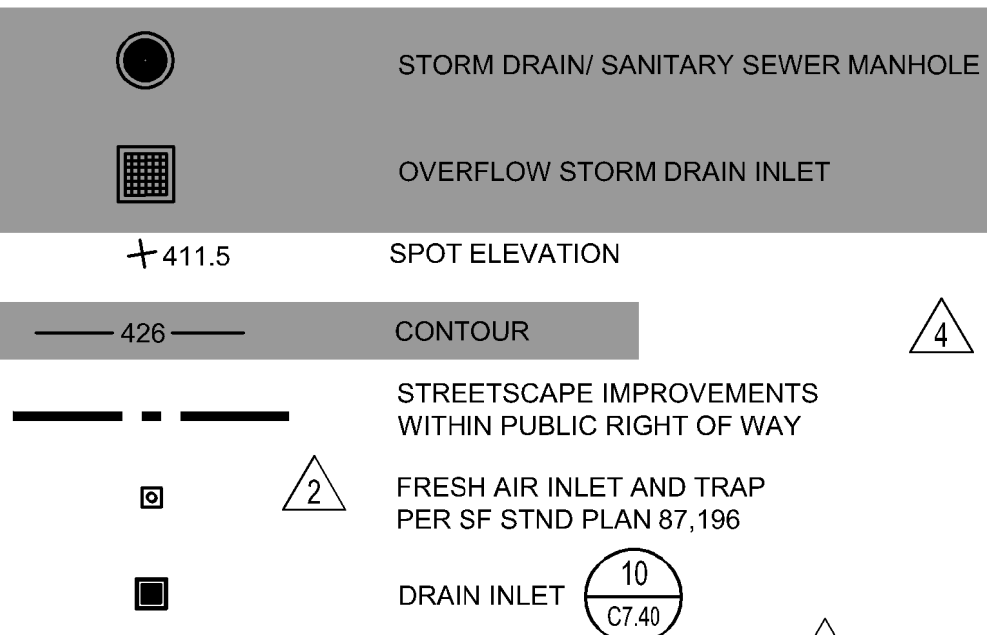 STORM DRAIN/ SANITARY SEWER MANHOLE
OVERFLOW STORM DRAIN INLET
411.5 SPOT ELEVATION
426 CONTOUR
4
STREETSCAPE IMPROVEMENTS
WITHIN PUBLIC RIGHT OF WAY
2
FRESH AIR INLET AND TRAP
PER SF STND PLAN 87,196
DRAIN INLET
10
C7.40